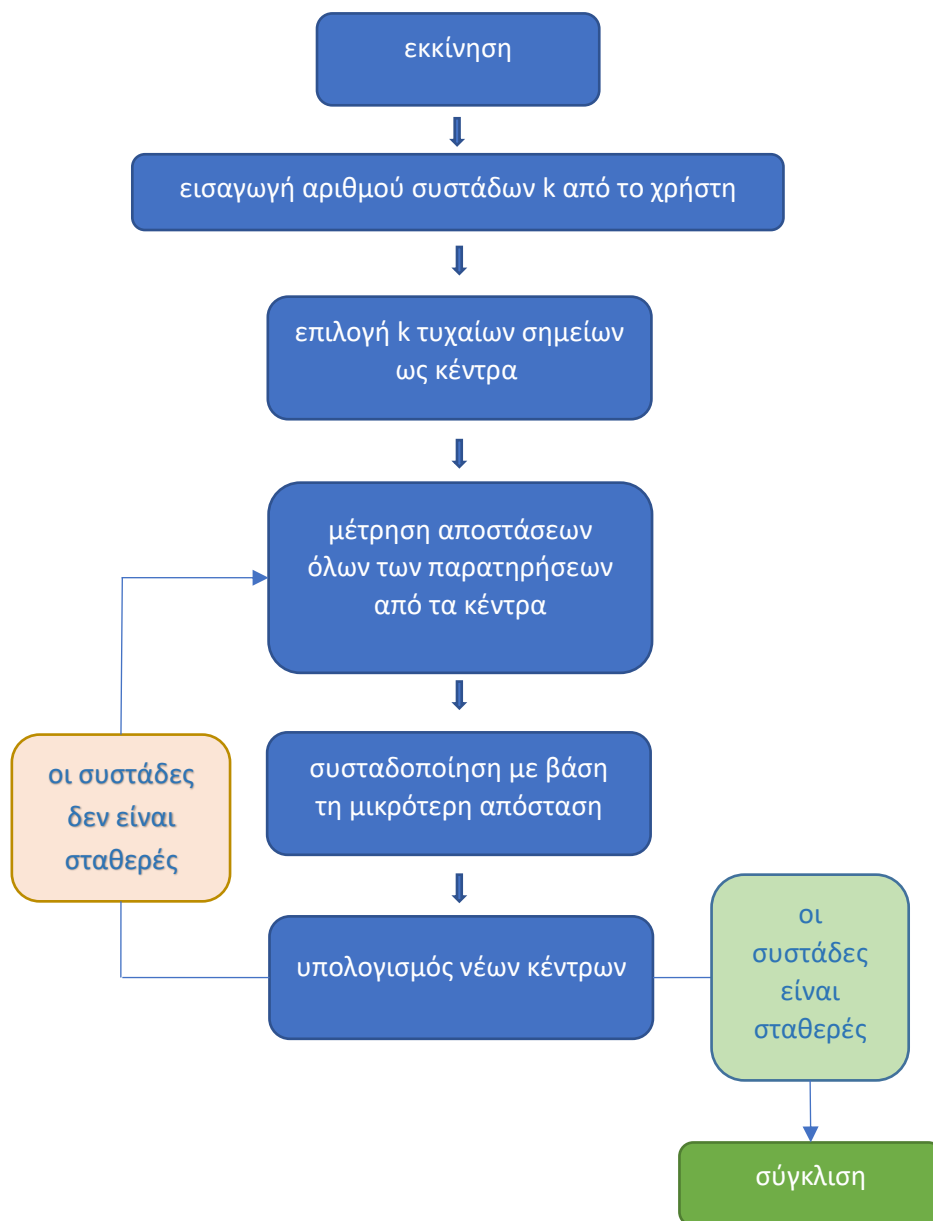 εκκίνηση
εισαγωγή αριθμού συστάδων k από το χρήστη
επιλογή k τυχαίων σημείων
ως κέντρα
μέτρηση αποστάσεων
όλων των παρατηρήσεων
από τα κέντρα
οι συστάδες
δεν είναι
σταθερές
συσταδοποίηση με βάση
τη μικρότερη απόσταση
υπολογισμός νέων κέντρων
οι
συστάδες
είναι
σταθερές
σύγκλιση